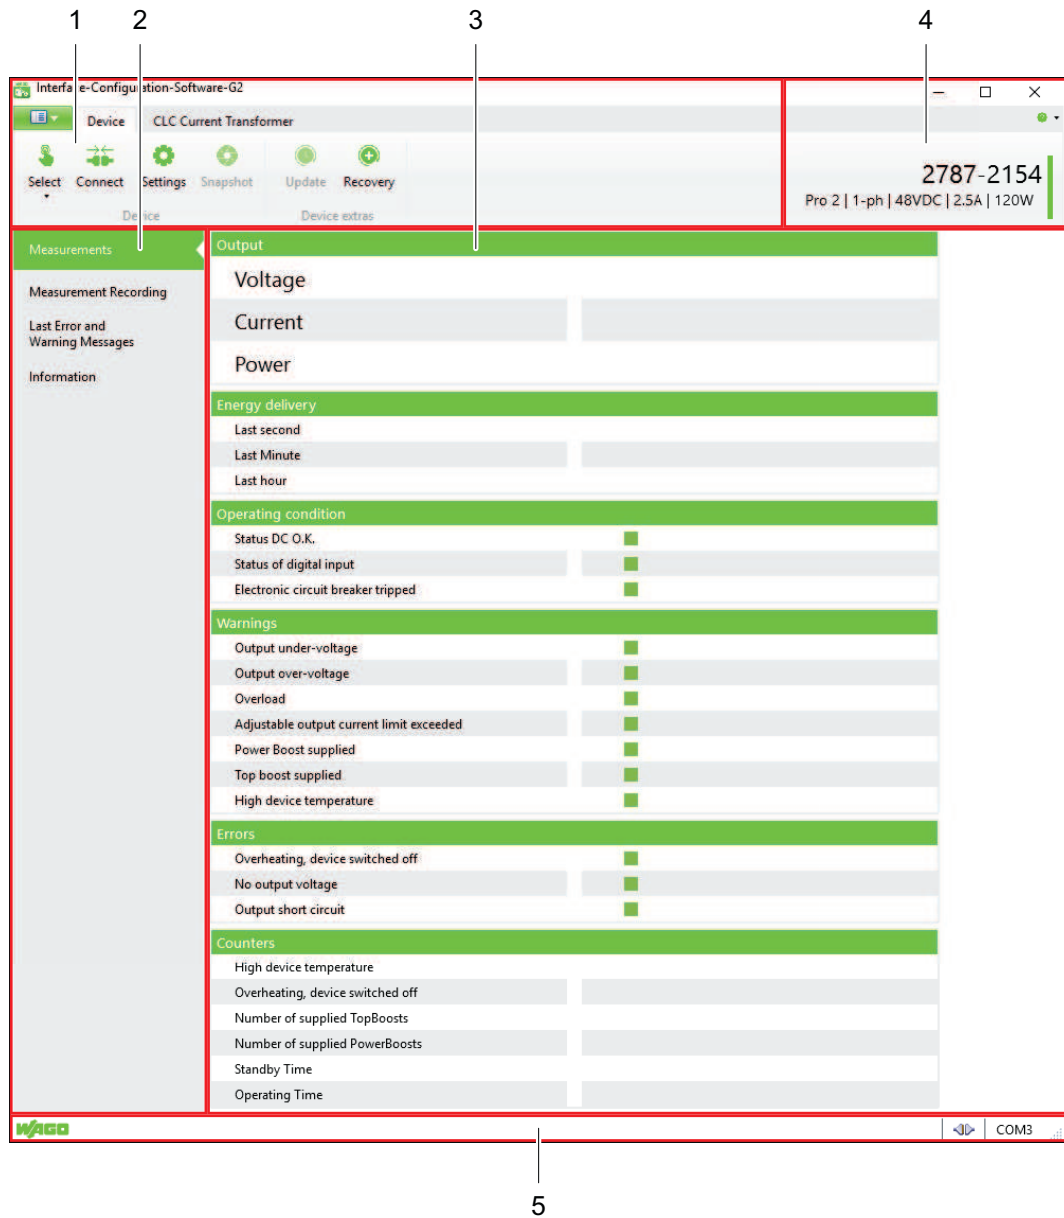 1 2 3 4
Interface-Configuration-Software-G2
Device CLC Current Transformer
Select Connect Settings Snapshot Update Recovery
Device Device extras
2787-2154
Pro 2 | 1-ph | 48VDC | 2.5A | 120W
Measurements
Measurement Recording
Last Error and
Warning Messages
Information
Output
Voltage
Current
Power
Energy delivery
Last second
Last Minute
Last hour
Operating condition
Status DC O.K.
Status of digital input
Electronic circuit breaker tripped
Warnings
Output under-voltage
Output over-voltage
Overload
Adjustable output current limit exceeded
Power Boost supplied
Top boost supplied
High device temperature
Errors
Overheating, device switched off
No output voltage
Output short circuit
Counters
High device temperature
Overheating, device switched off
Number of supplied TopBoosts
Number of supplied PowerBoosts
Standby Time
Operating Time
WAGO COM3
5